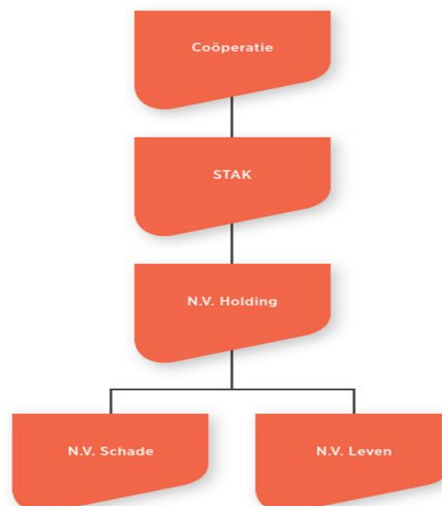 Coöperatie
STAK
N.V. Holding
N.V. Schade
N.V. Leven